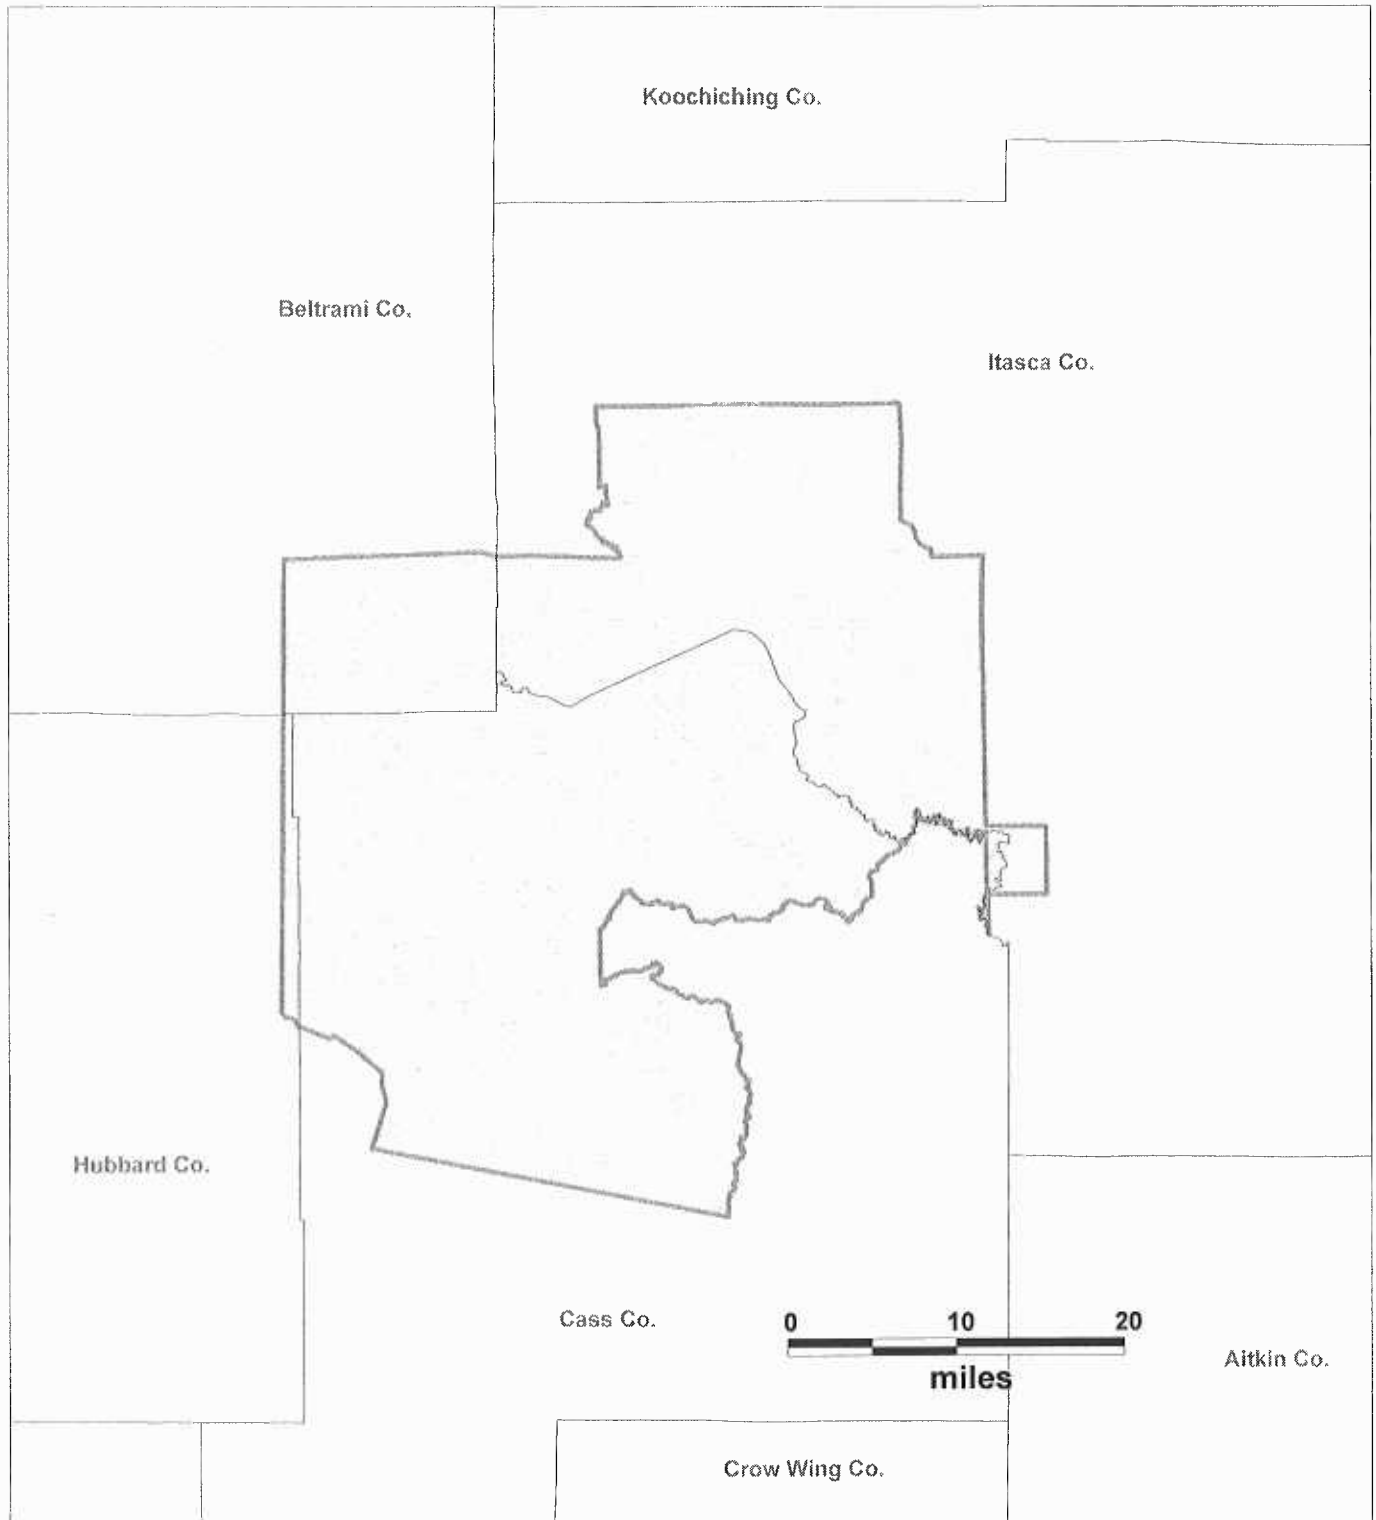 Koochiching Co.
Beltrami Co.
Itasca Co.
Hubbard Co.
Cass Co.
0 10 20
miles
Aitkin Co.
Crow Wing Co.